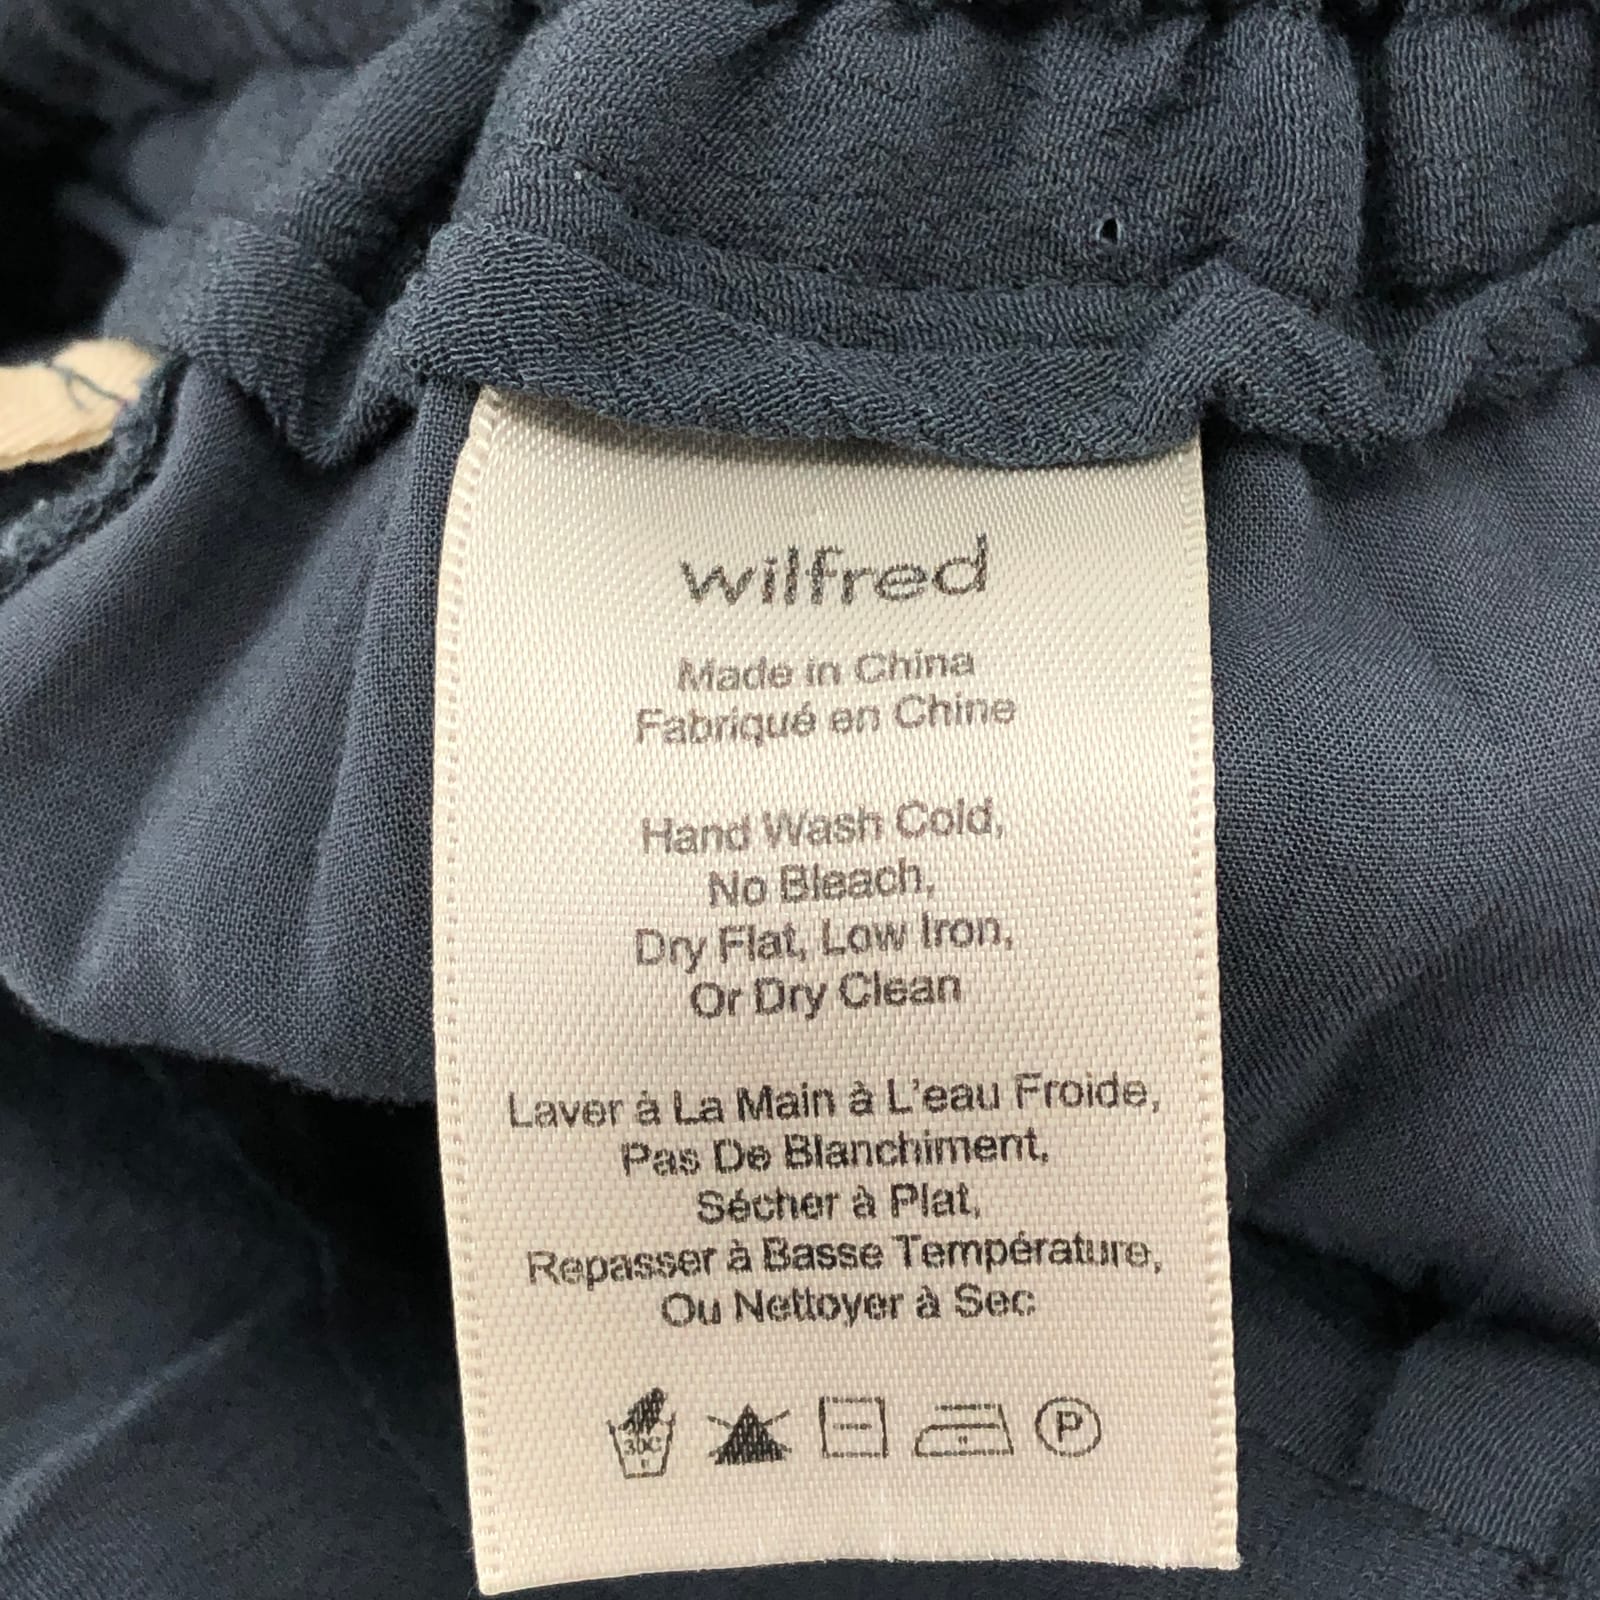 wilfred
Made in China
Fabriqué en Chine
Hand Wash Cold,
No Bleach,
Dry Flat, Low Iron,
Or Dry Clean
Laver à La Main à L'eau Froide,
Pas De Blanchiment,
Sécher à Plat,
Repasser à Basse Température,
Ou Nettoyer à Sec
30C P